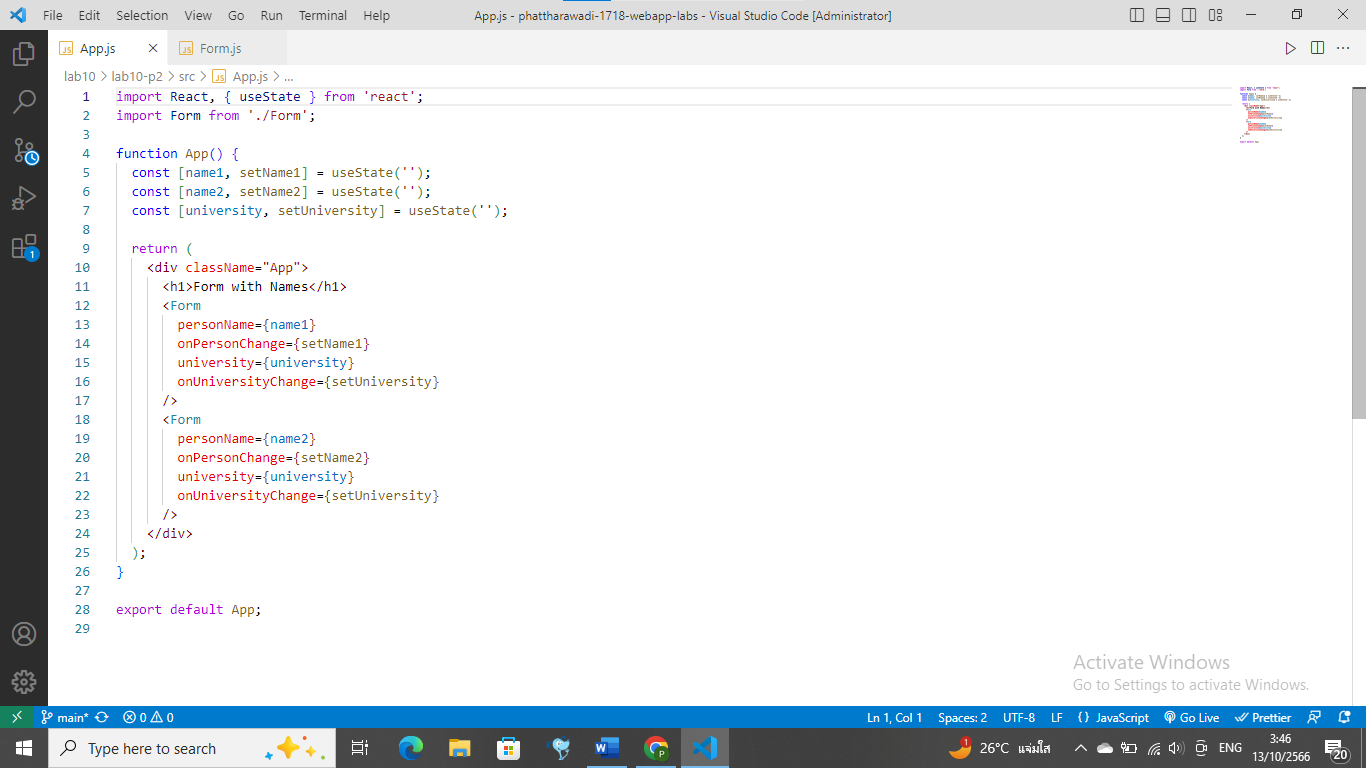 File Edit Selection View Go Run Terminal Help App.js - phattharawadi-1718-webapp-labs - Visual Studio Code [Administrator]
JS App.js JS Form.js
lab10 > lab10-p2 > src > JS App.js > ...
1 import React, { useState } from 'react';
2 import Form from './Form';
3
4 function App() {
5 const [name1, setName1] = useState('');
6 const [name2, setName2] = useState('');
7 const [university, setUniversity] = useState('');
8
9 return (
10 <div className="App">
11 <h1>Form with Names</h1>
12 <Form
13 personName={name1}
14 onPersonChange={setName1}
15 university={university}
16 onUniversityChange={setUniversity}
17 />
18 <Form
19 personName={name2}
20 onPersonChange={setName2}
21 university={university}
22 onUniversityChange={setUniversity}
23 />
24 </div>
25 );
26 }
27
28 export default App;
29
1
Activate Windows
Go to Settings to activate Windows.
main* 0 0 Ln 1, Col 1 Spaces: 2 UTF-8 LF {} JavaScript Go Live Prettier
Type here to search 1 26°C แจ่มใส ENG 3:46
13/10/2566 20